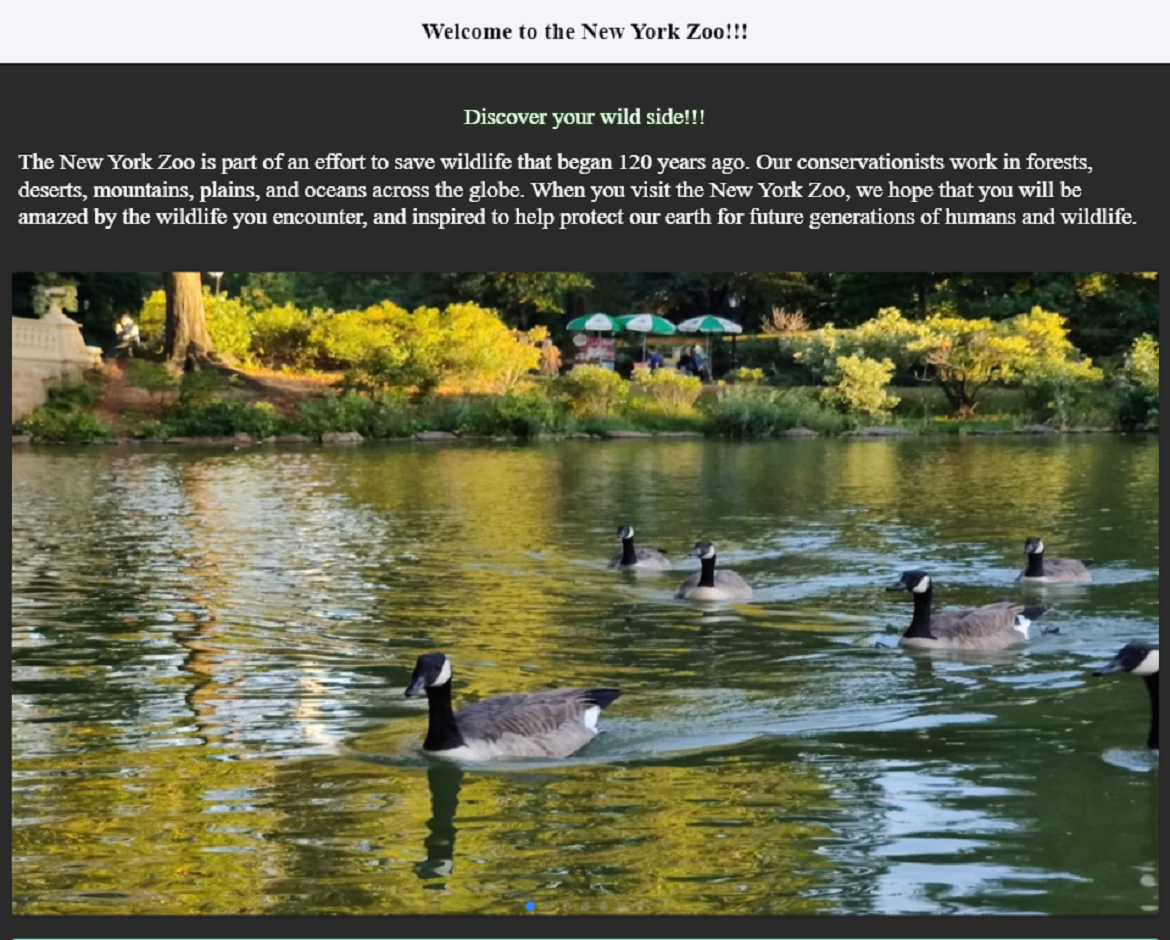 Welcome to the New York Zoo!!!
Discover your wild side!!!
The New York Zoo is part of an effort to save wildlife that began 120 years ago. Our conservationists work in forests,
deserts, mountains, plains, and oceans across the globe. When you visit the New York Zoo, we hope that you will be
amazed by the wildlife you encounter, and inspired to help protect our earth for future generations of humans and wildlife.